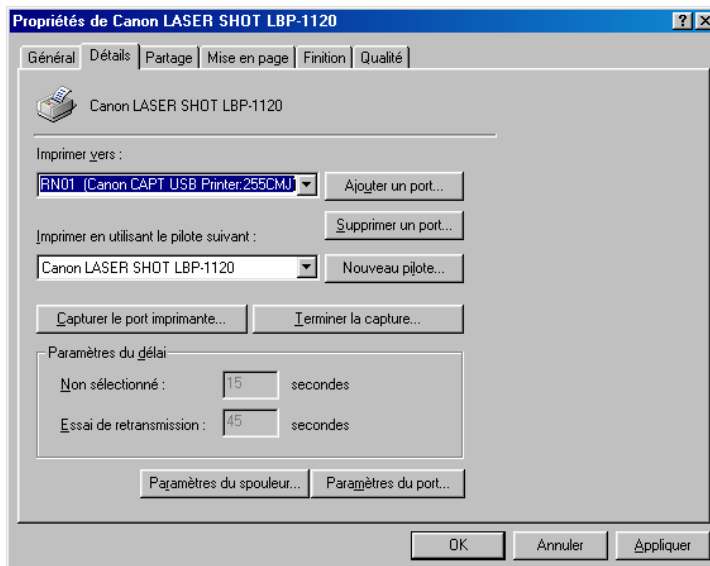 Propriétés de Canon LASER SHOT LBP-1120
Général Détails Partage Mise en page Finition Qualité
Canon LASER SHOT LBP-1120
Imprimer vers :
RN01 (Canon CAPT USB Printer:255CMJ
Ajouter un port...
Supprimer un port...
Imprimer en utilisant le pilote suivant :
Canon LASER SHOT LBP-1120
Nouveau pilote...
Capturer le port imprimante...
Terminer la capture...
Paramètres du délai
Non sélectionné : 15 secondes
Essai de retransmission : 45 secondes
Paramètres du spouleur...
Paramètres du port...
OK
Annuler
Appliquer